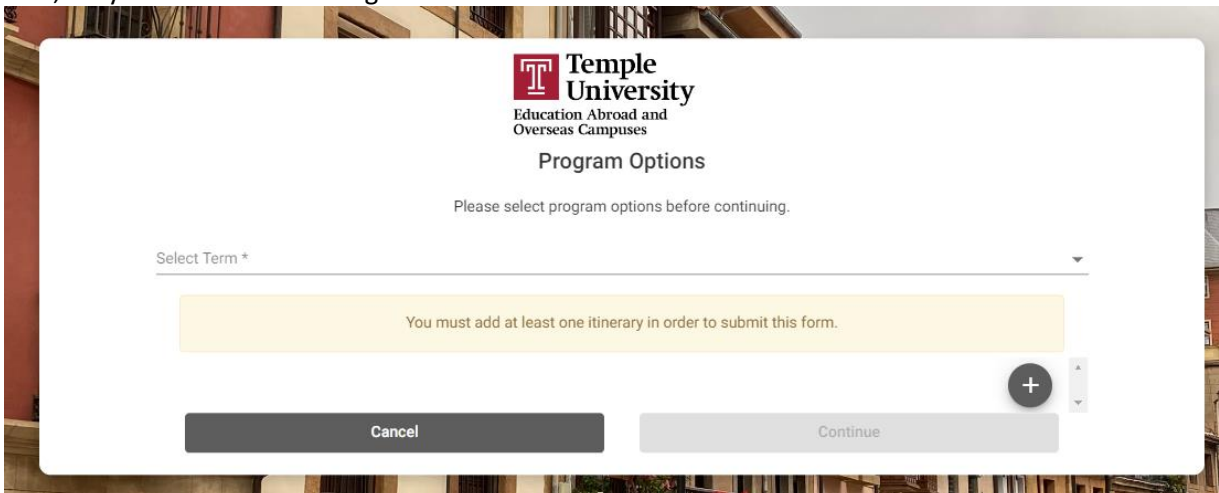 Temple
University
Education Abroad and
Overseas Campuses
Program Options
Please select program options before continuing.
Select Term *
You must add at least one itinerary in order to submit this form.
+
Cancel
Continue